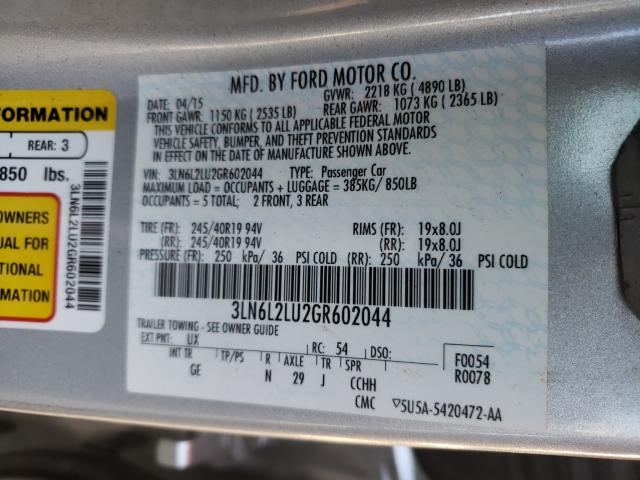 FORMATION
REAR: 3
850 lbs.
OWNERS
UAL FOR
TIONAL
MATION
3LN6L2LU2GR602044
MFD. BY FORD MOTOR CO.
DATE: 04/15 GVWR: 2218 KG ( 4890 LB)
FRONT GAWR: 1150 KG ( 2535 LB) REAR GAWR: 1073 KG ( 2365 LB)
THIS VEHICLE CONFORMS TO ALL APPLICABLE FEDERAL MOTOR
VEHICLE SAFETY, BUMPER, AND THEFT PREVENTION STANDARDS
IN EFFECT ON THE DATE OF MANUFACTURE SHOWN ABOVE.
VIN: 3LN6L2LU2GR602044 TYPE: Passenger Car
MAXIMUM LOAD = OCCUPANTS + LUGGAGE = 385KG/ 850LB
OCCUPANTS = 5 TOTAL; 2 FRONT, 3 REAR
TIRE (FR): 245/40R19 94V RIMS (FR): 19x8.0J
(RR): 245/40R19 94V (RR): 19x8.0J
PRESSURE (FR): 250 kPa/ 36 PSI COLD (RR): 250 kPa/ 36 PSI COLD
3LN6L2LU2GR602044
TRAILER TOWING - SEE OWNER GUIDE
EXT PNT: UX RC: 54 DSO: F0054
INT TR TP/PS R AXLE TR SPR R0078
GE N 29 J CCHH
CMC ▽5U5A-5420472-AA